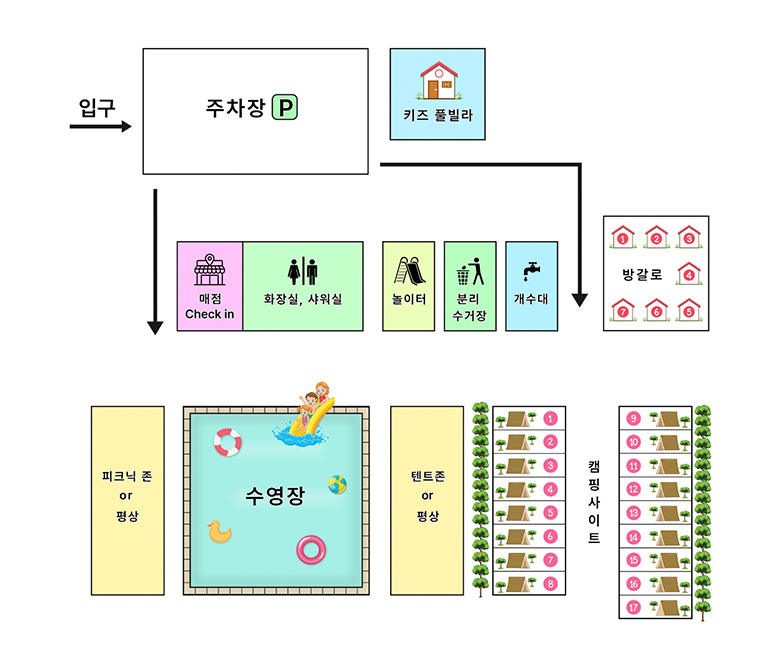 입구
주차장 P
키즈 풀빌라
매점
Check in
화장실, 샤워실
놀이터
분리
수거장
개수대
1 2 3
방갈로 4
7 6 5
피크닉 존
or
평상
수영장
텐트존
or
평상
1
2
3
4
5
6
7
8
캠핑사이트
9
10
11
12
13
14
15
16
17